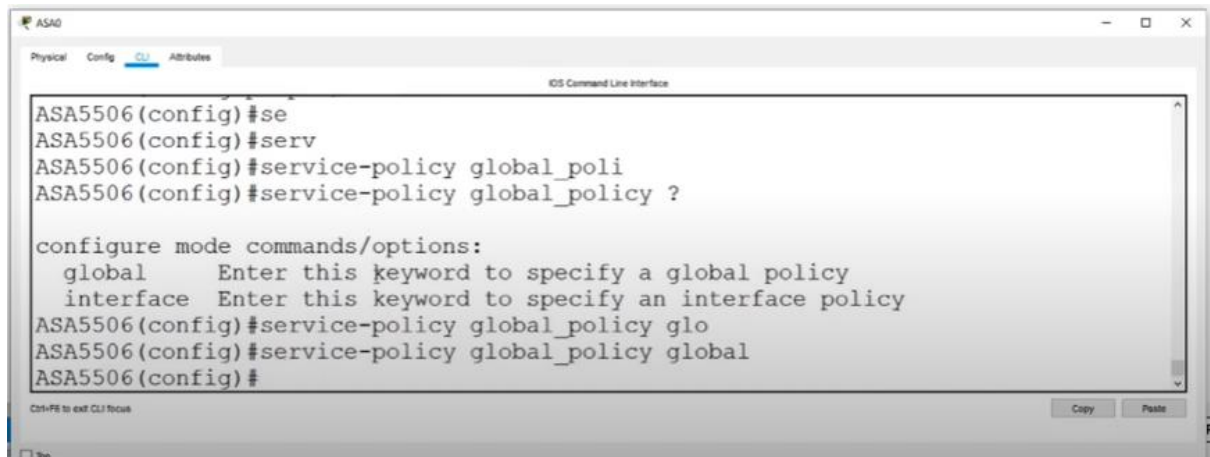 ASA0
Physical Config CLI Attributes
IOS Command Line Interface
ASA5506(config)#se
ASA5506(config)#serv
ASA5506(config)#service-policy global_poli
ASA5506(config)#service-policy global_policy ?
configure mode commands/options:
global Enter this keyword to specify a global policy
interface Enter this keyword to specify an interface policy
ASA5506(config)#service-policy global_policy glo
ASA5506(config)#service-policy global_policy global
ASA5506(config)#
Ctrl+F6 to exit CLI focus
Copy Paste
Top